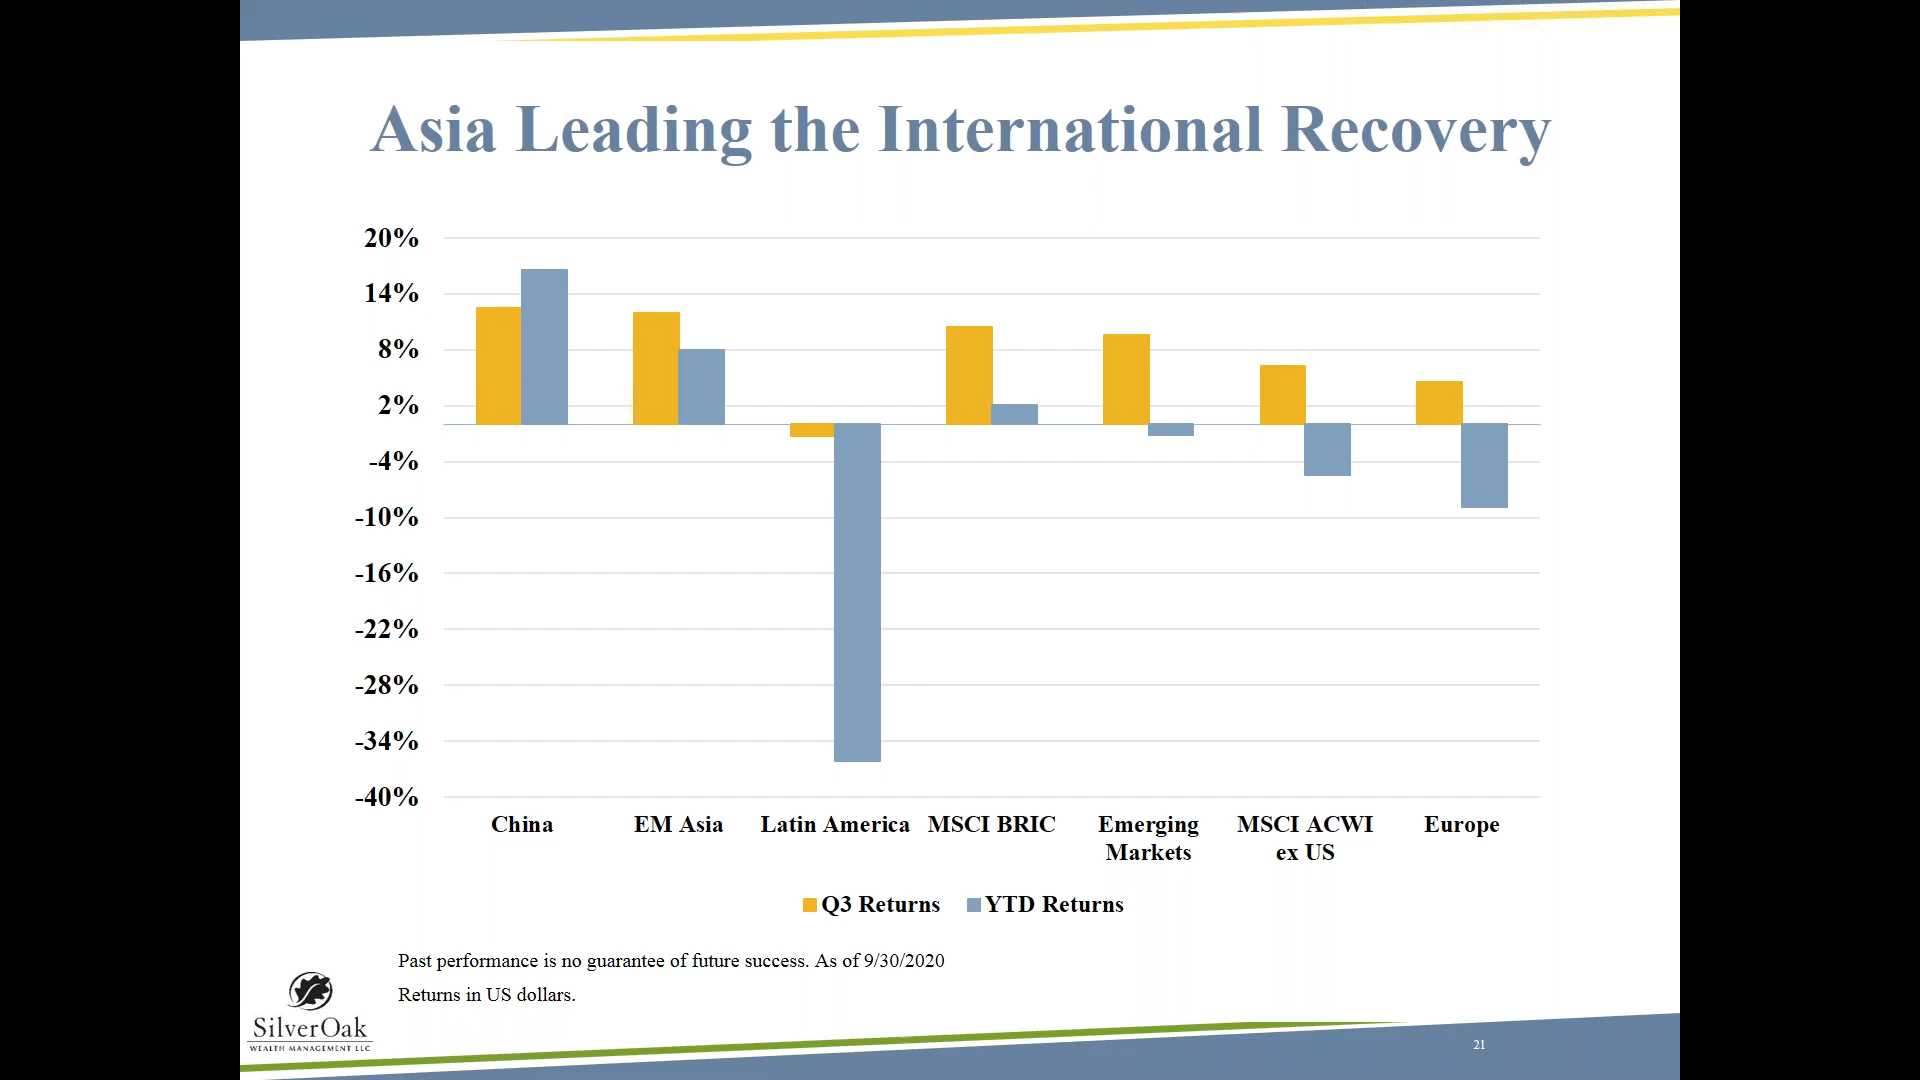 Asia Leading the International Recovery
20%
14%
8%
2%
-4%
-10%
-16%
-22%
-28%
-34%
-40%
China
EM Asia
Latin America
MSCI BRIC
Emerging
Markets
MSCI ACWI
ex US
Europe
Q3 Returns
YTD Returns
Past performance is no guarantee of future success. As of 9/30/2020
Returns in US dollars.
SilverOak
WEALTH MANAGEMENT LLC
21